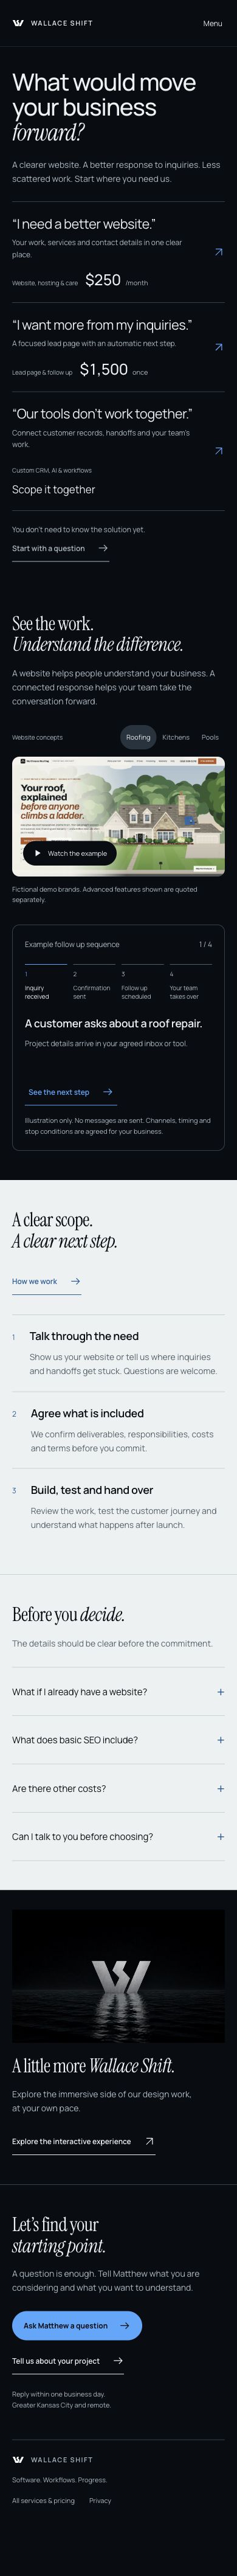 WALLACE SHIFT
Menu
What would move
your business
forward?
A clearer website. A better response to inquiries. Less
scattered work. Start where you need us.
“I need a better website.”
Your work, services and contact details in one clear
place.
Website, hosting & care $250 /month
“I want more from my inquiries.”
A focused lead page with an automatic next step.
Lead page & follow up $1,500 once
“Our tools don’t work together.”
Connect customer records, handoffs and your team’s
work.
Custom CRM, AI & workflows
Scope it together
You don’t need to know the solution yet.
Start with a question
See the work.
Understand the difference.
A website helps people understand your business. A
connected response helps your team take the
conversation forward.
Website concepts
Roofing
Kitchens
Pools
Your roof,
explained
before anyone
climbs a ladder.
Watch the example
Fictional demo brands. Advanced features shown are quoted
separately.
Example follow up sequence
1 / 4
1
Inquiry
received
2
Confirmation
sent
3
Follow up
scheduled
4
Your team
takes over
A customer asks about a roof repair.
Project details arrive in your agreed inbox or tool.
See the next step
Illustration only. No messages are sent. Channels, timing and
stop conditions are agreed for your business.
A clear scope.
A clear next step.
How we work
1 Talk through the need
Show us your website or tell us where inquiries
and handoffs get stuck. Questions are welcome.
2 Agree what is included
We confirm deliverables, responsibilities, costs
and terms before you commit.
3 Build, test and hand over
Review the work, test the customer journey and
understand what happens after launch.
Before you decide.
The details should be clear before the commitment.
What if I already have a website?
What does basic SEO include?
Are there other costs?
Can I talk to you before choosing?
A little more Wallace Shift.
Explore the immersive side of our design work,
at your own pace.
Explore the interactive experience
Let’s find your
starting point.
A question is enough. Tell Matthew what you are
considering and what you want to understand.
Ask Matthew a question
Tell us about your project
Reply within one business day.
Greater Kansas City and remote.
WALLACE SHIFT
Software. Workflows. Progress.
All services & pricing
Privacy